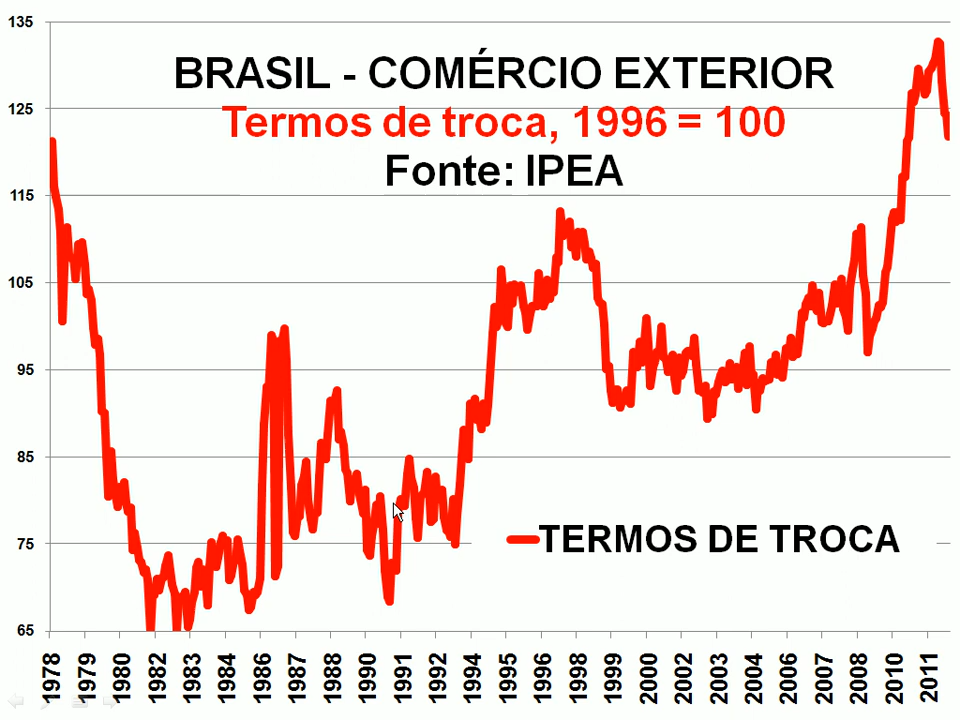 BRASIL - COMÉRCIO EXTERIOR
Termos de troca, 1996 = 100
Fonte: IPEA
135
125
115
105
95
85
75
65
TERMOS DE TROCA
1978 1979 1980 1982 1983 1984 1986 1987 1988 1990 1991 1992 1994 1995 1996 1998 1999 2000 2002 2003 2004 2006 2007 2008 2010 2011